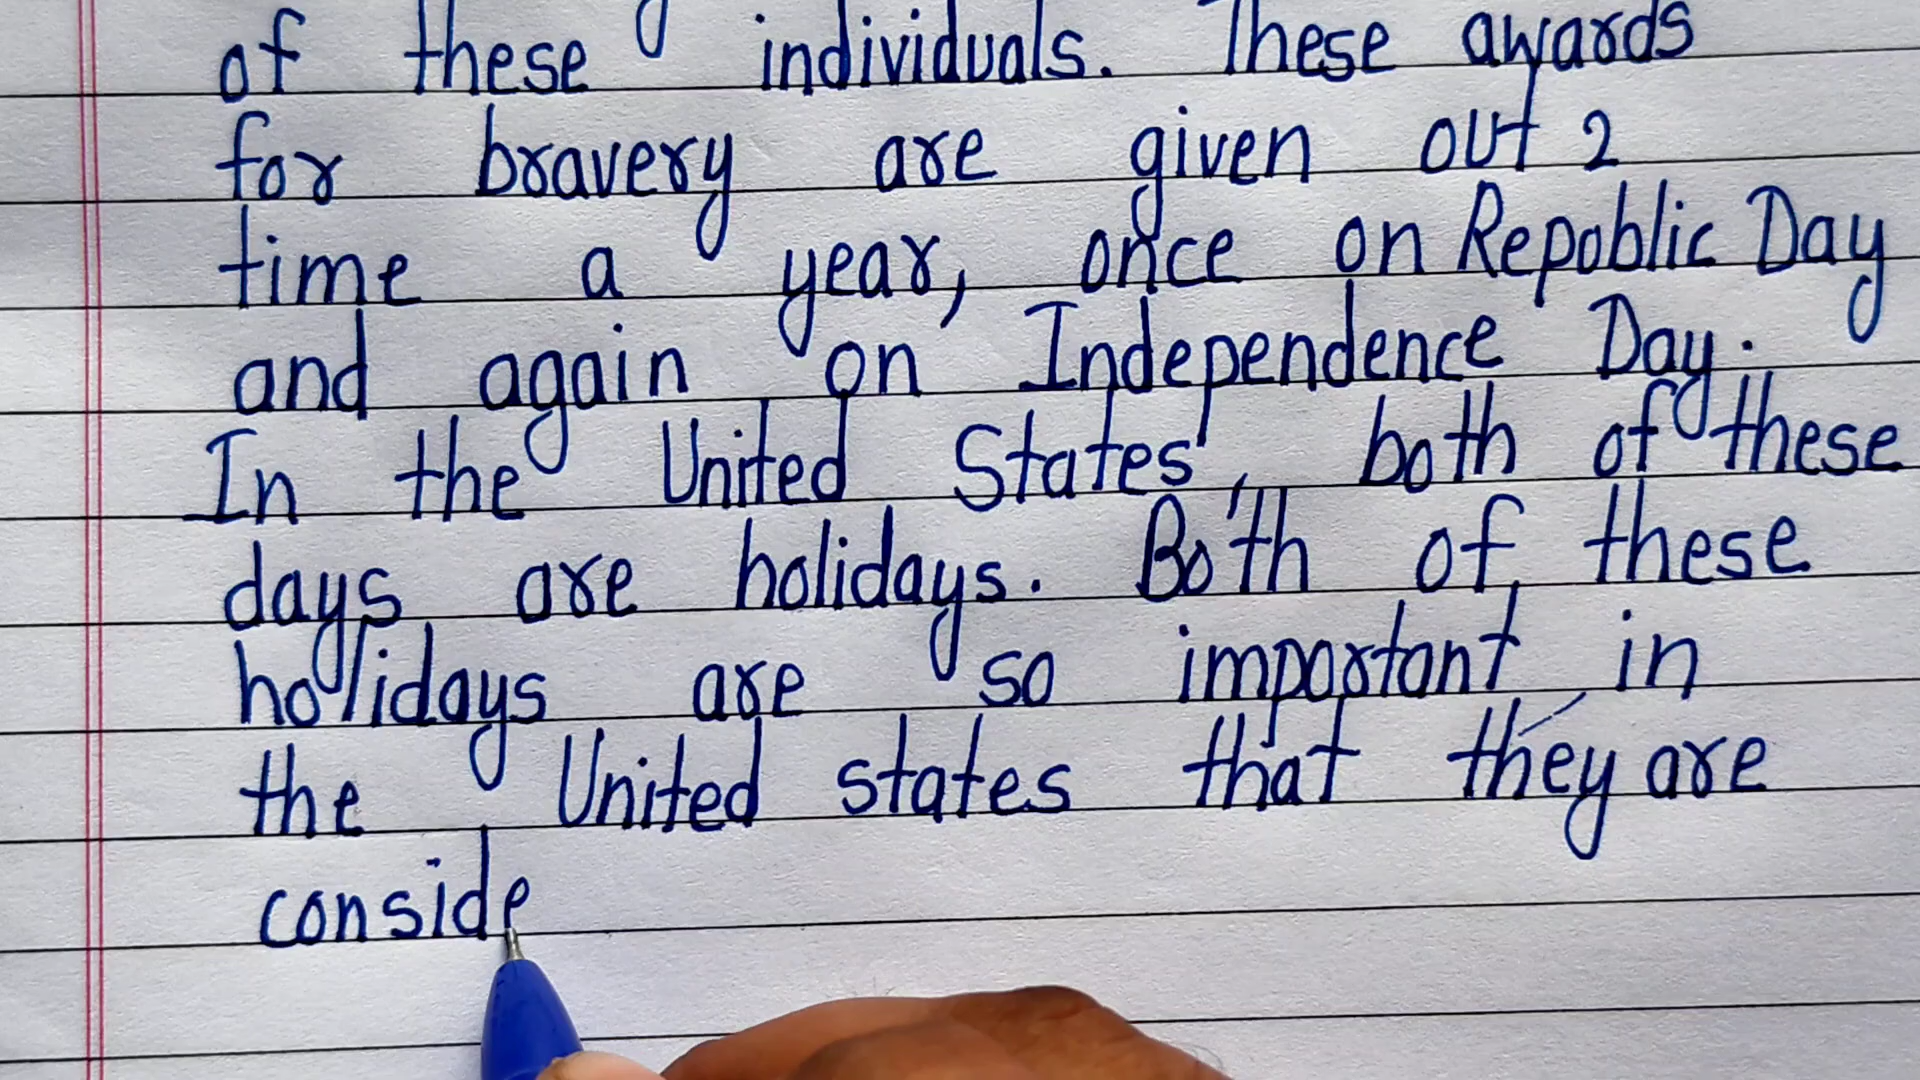 of these individuals. These awards
for bravery are given out 2
time a year, once on Repoblic Day
and again on Independence Day.
In the United States, both of these
days are holidays. Both of these
holidays are so important in
the United states that they are
conside